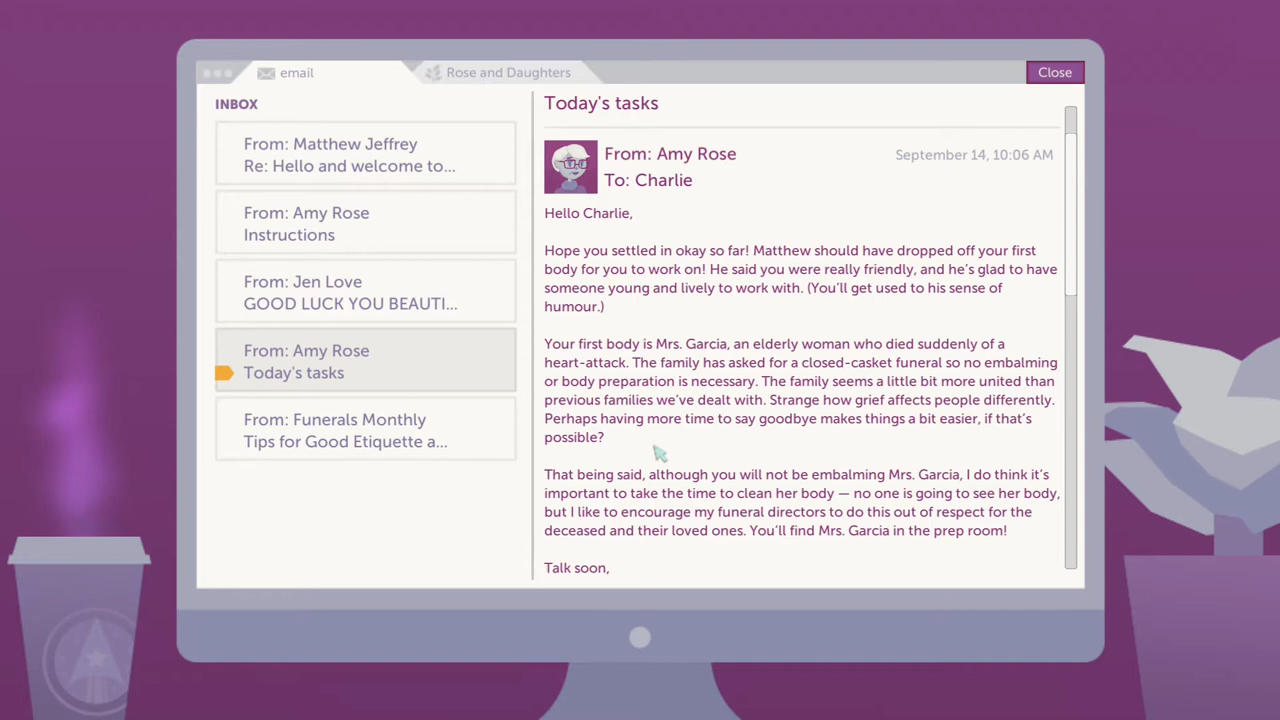 email
Rose and Daughters
Close
INBOX
From: Matthew Jeffrey
Re: Hello and welcome to...
From: Amy Rose
Instructions
From: Jen Love
GOOD LUCK YOU BEAUTI...
From: Amy Rose
Today's tasks
From: Funerals Monthly
Tips for Good Etiquette a...
Today's tasks
From: Amy Rose
September 14, 10:06 AM
To: Charlie
Hello Charlie,
Hope you settled in okay so far! Matthew should have dropped off your first
body for you to work on! He said you were really friendly, and he's glad to have
someone young and lively to work with. (You'll get used to his sense of
humour.)
Your first body is Mrs. Garcia, an elderly woman who died suddenly of a
heart-attack. The family has asked for a closed-casket funeral so no embalming
or body preparation is necessary. The family seems a little bit more united than
previous families we've dealt with. Strange how grief affects people differently.
Perhaps having more time to say goodbye makes things a bit easier, if that's
possible?
That being said, although you will not be embalming Mrs. Garcia, I do think it's
important to take the time to clean her body — no one is going to see her body,
but I like to encourage my funeral directors to do this out of respect for the
deceased and their loved ones. You'll find Mrs. Garcia in the prep room!
Talk soon,